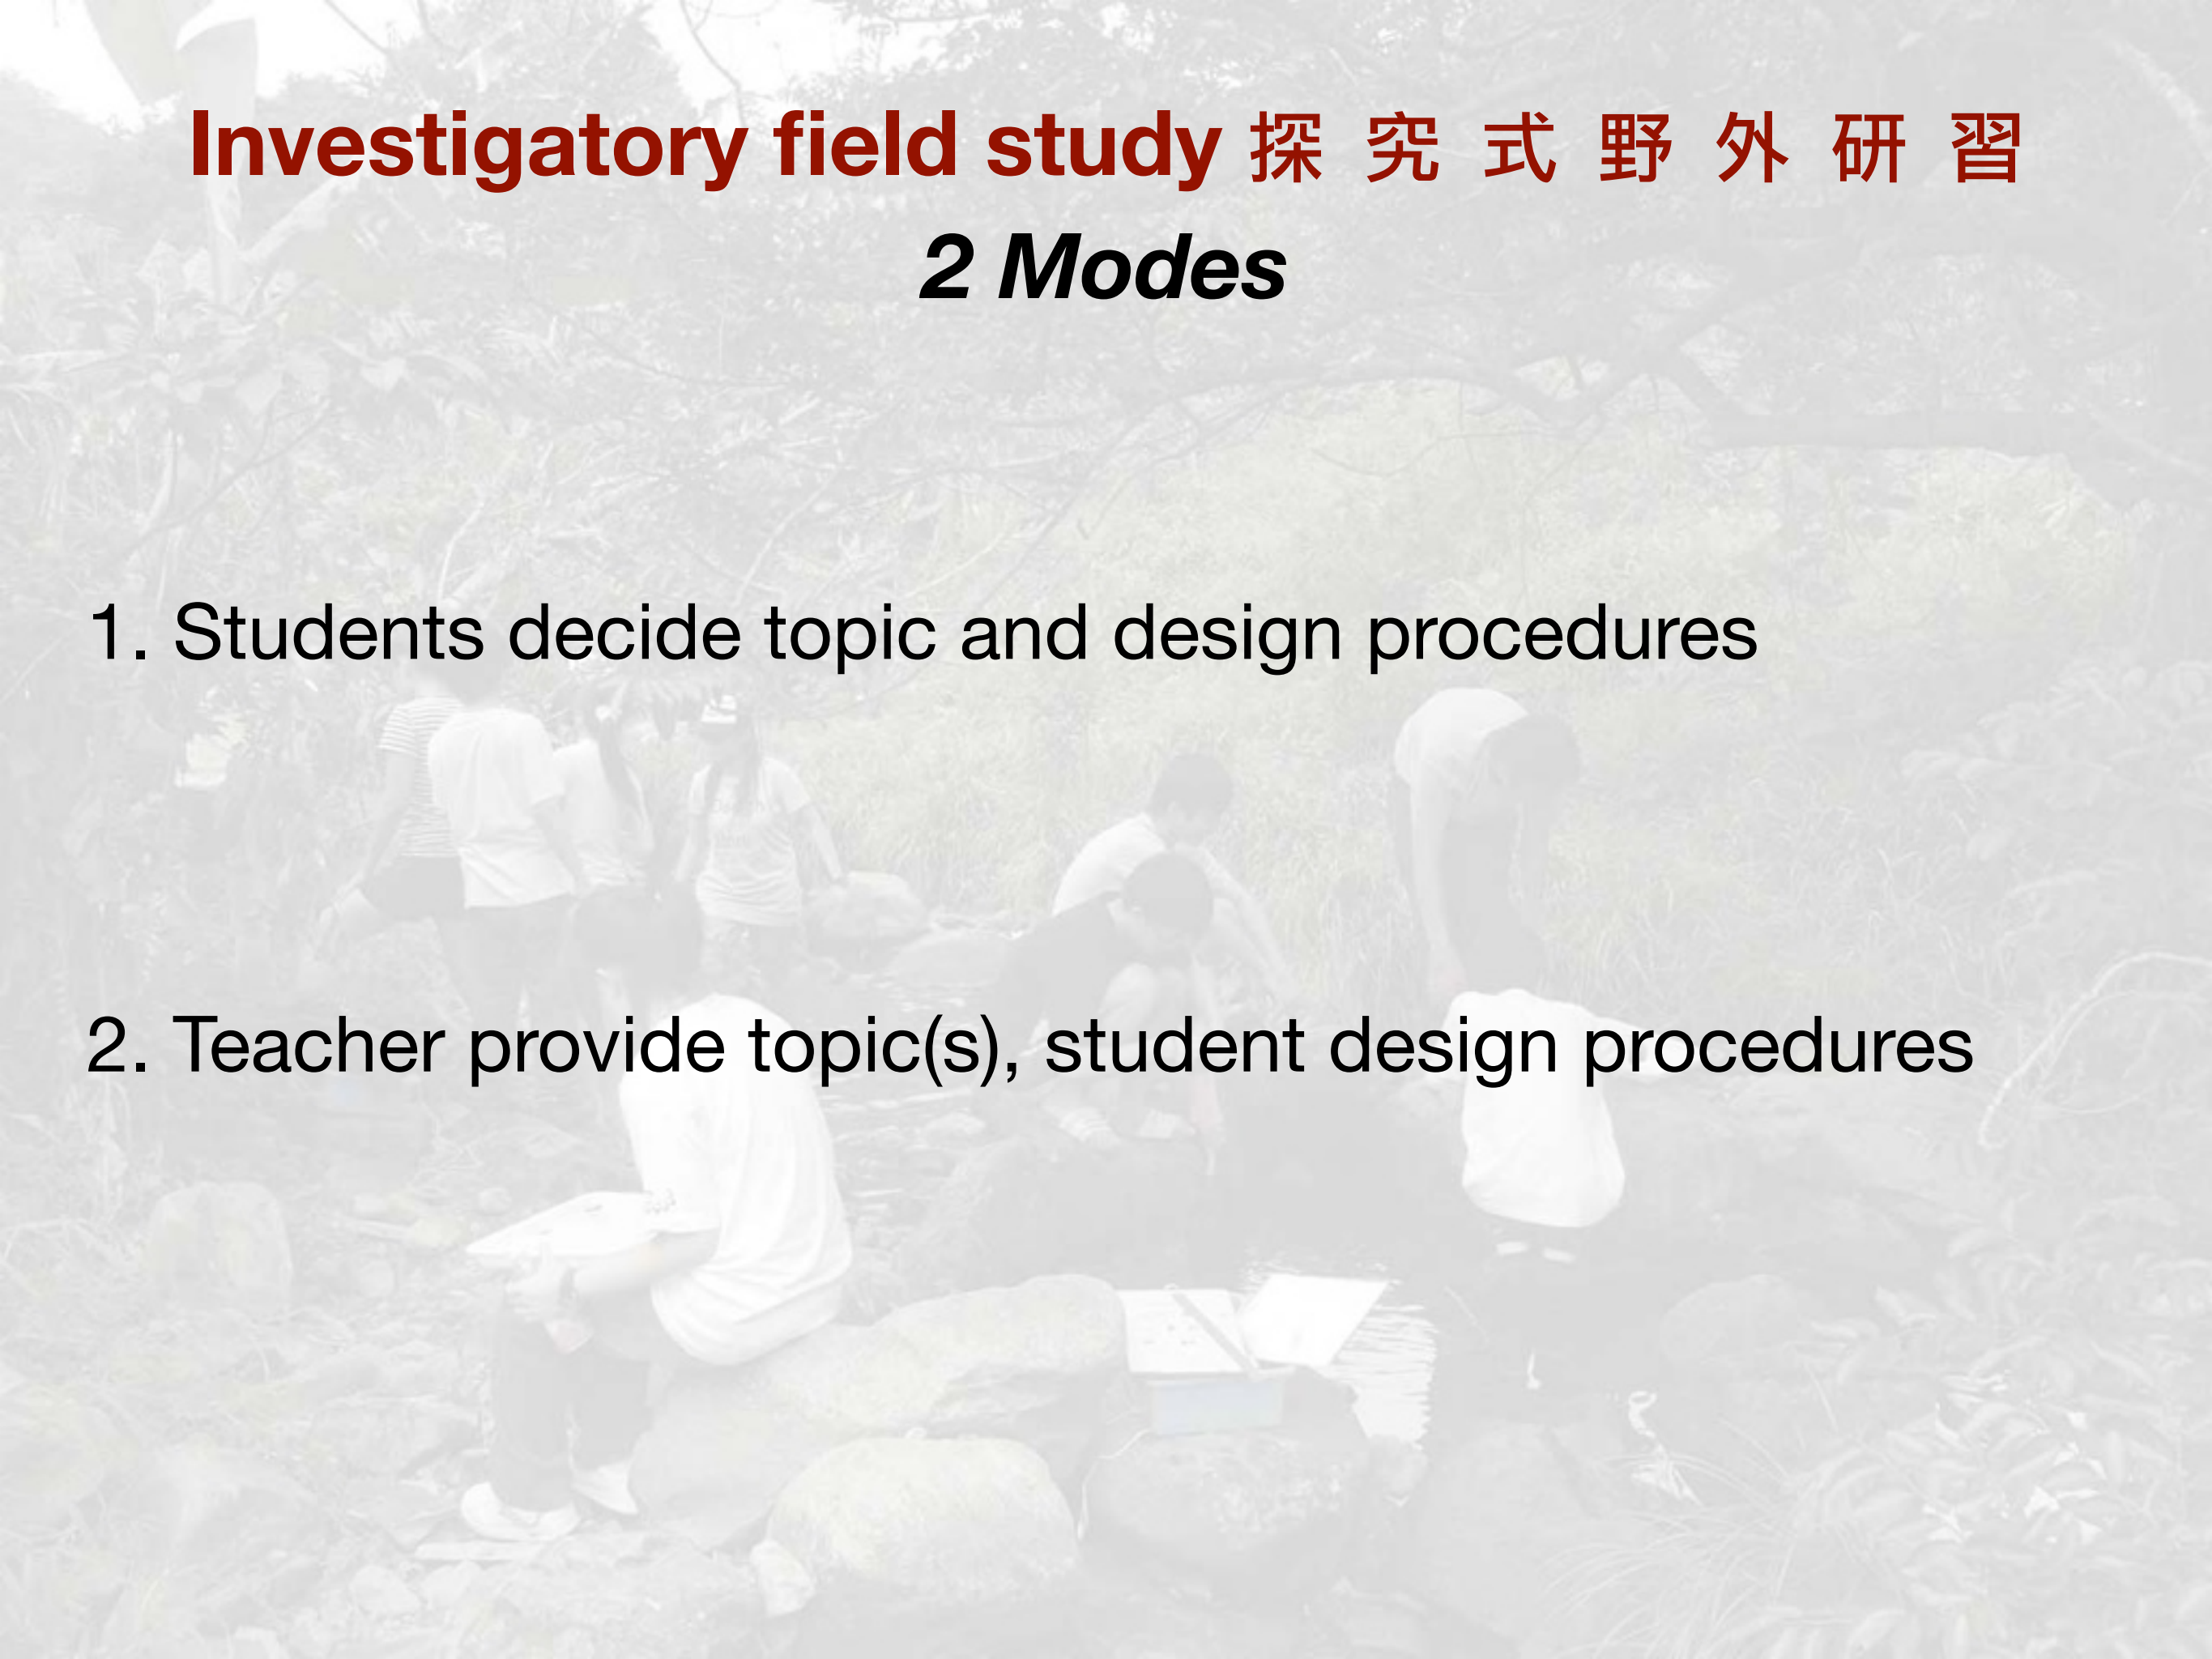 Investigatory field study 探 究 式 野 外 研 習
2 Modes
1. Students decide topic and design procedures
2. Teacher provide topic(s), student design procedures